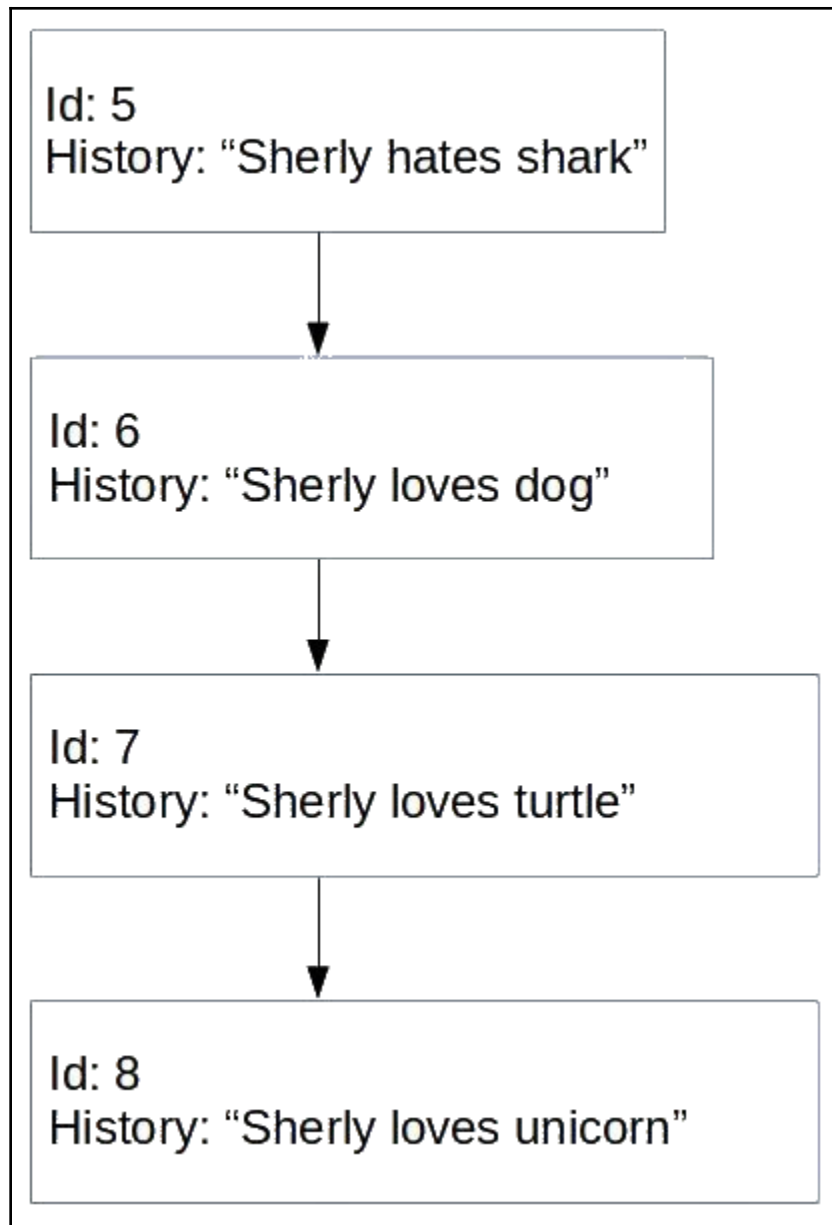 Id: 5
History: “Sherly hates shark”
Id: 6
History: “Sherly loves dog”
Id: 7
History: “Sherly loves turtle”
Id: 8
History: “Sherly loves unicorn”